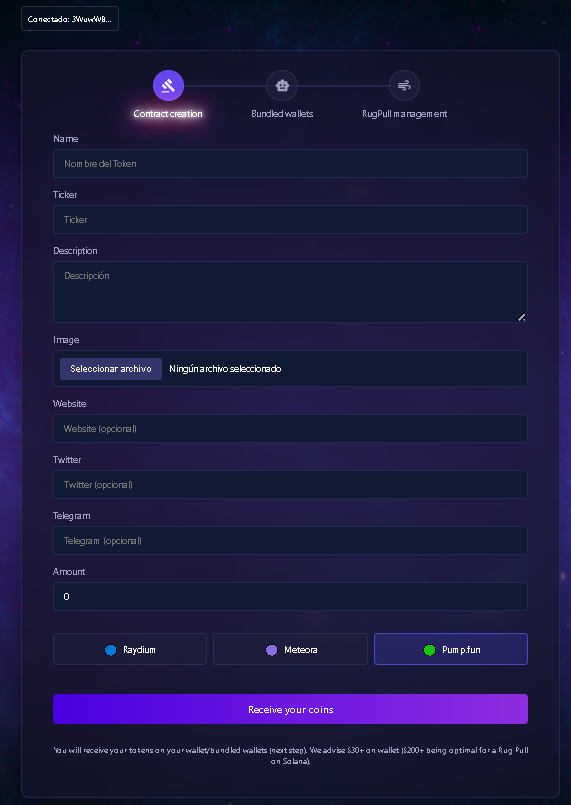 Conectado: 3WuwW8...
Contract creation
Bundled wallets
RugPull management
Name
Nombre del Token
Ticker
Ticker
Description
Descripción
Image
Seleccionar archivo
Ningún archivo seleccionado
Website
Website (opcional)
Twitter
Twitter (opcional)
Telegram
Telegram (opcional)
Amount
0
Raydium
Meteora
Pump.fun
Receive your coins
You will receive your tokens on your wallet/bundled wallets (next step). We advise $30+ on wallet ($200+ being optimal for a Rug Pull
on Solana).